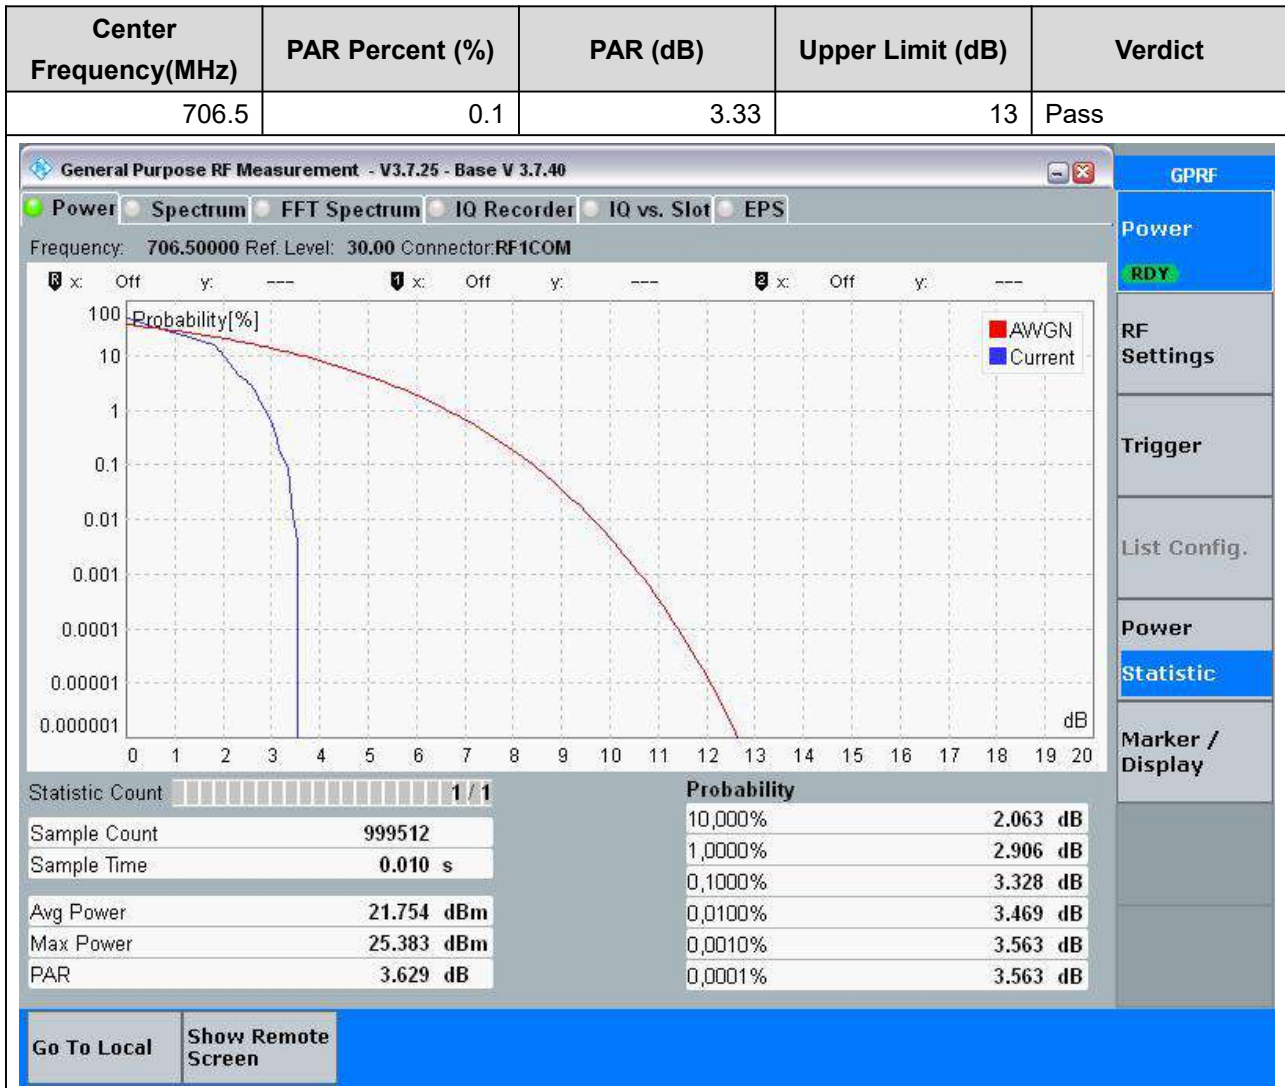 Center Frequency(MHz) PAR Percent (%) PAR (dB) Upper Limit (dB) Verdict
706.5 0.1 3.33 13 Pass
General Purpose RF Measurement - V3.7.25 - Base V 3.7.40
GPRF
Power Spectrum FFT Spectrum IQ Recorder IQ vs. Slot EPS
Frequency: 706.50000 Ref. Level: 30.00 Connector:RF1COM
R x: Off y: --- 1 x: Off y: --- 2 x: Off y: ---
Probability[%]
AWGN
Current
100
10
1
0.1
0.01
0.001
0.0001
0.00001
0.000001
dB
0 1 2 3 4 5 6 7 8 9 10 11 12 13 14 15 16 17 18 19 20
Statistic Count 1 / 1
Sample Count 999512
Sample Time 0.010 s
Avg Power 21.754 dBm
Max Power 25.383 dBm
PAR 3.629 dB
Probability
10,000% 2.063 dB
1,0000% 2.906 dB
0,1000% 3.328 dB
0,0100% 3.469 dB
0,0010% 3.563 dB
0,0001% 3.563 dB
Power
RDY
RF
Settings
Trigger
List Config.
Power
Statistic
Marker /
Display
Go To Local
Show Remote
Screen